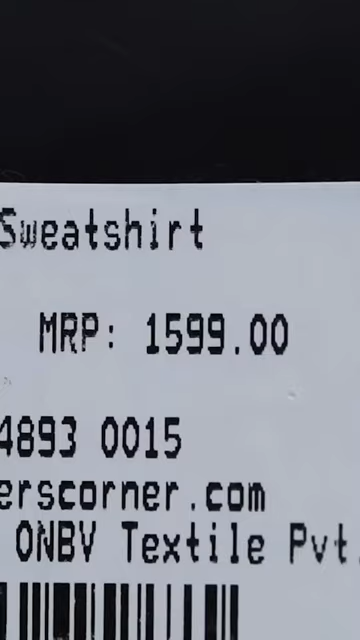 Sweatshirt
MRP: 1599.00
4893 0015
erscorner.com
ONBV Textile Pvt.